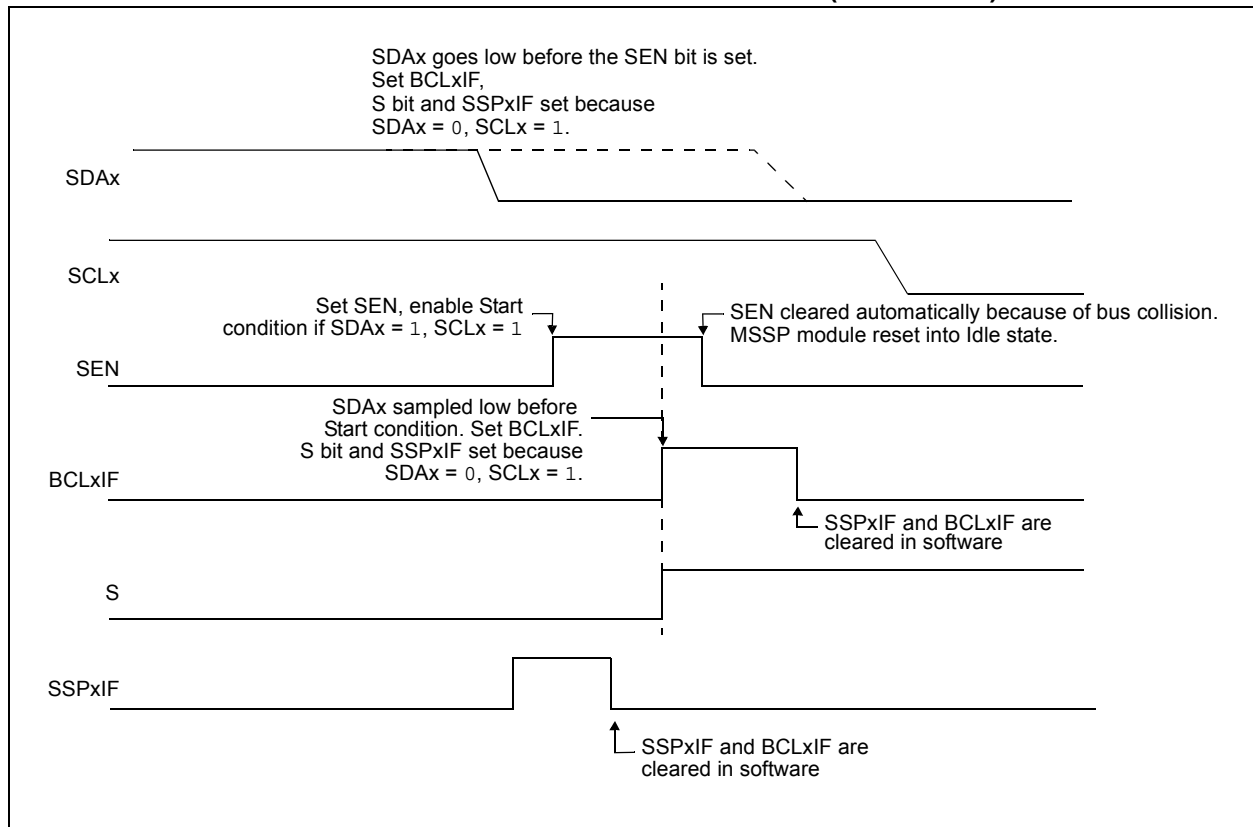 SDAx goes low before the SEN bit is set.
Set BCLxIF,
S bit and SSPxIF set because
SDAx = 0, SCLx = 1.
SDAx
SCLx
Set SEN, enable Start
condition if SDAx = 1, SCLx = 1
SEN cleared automatically because of bus collision.
MSSP module reset into Idle state.
SEN
SDAx sampled low before
Start condition. Set BCLxIF.
S bit and SSPxIF set because
SDAx = 0, SCLx = 1.
BCLxIF
SSPxIF and BCLxIF are
cleared in software
S
SSPxIF
SSPxIF and BCLxIF are
cleared in software